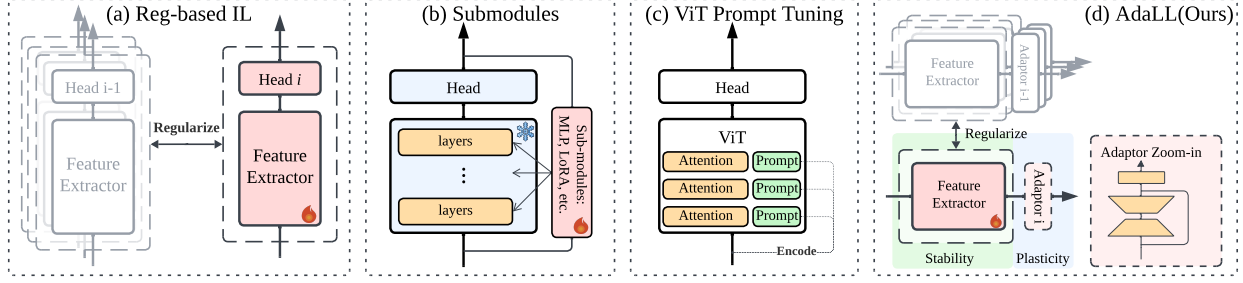 (a) Reg-based IL
Head i-1
Feature
Extractor
Regularize
Head i
Feature
Extractor
(b) Submodules
Head
layers
⋮
layers
Sub-modules:
MLP, LoRA, etc.
(c) ViT Prompt Tuning
Head
ViT
Attention
Prompt
Attention
Prompt
Attention
Prompt
Encode
(d) AdaLL(Ours)
Feature
Extractor
Adaptor i-1
Regularize
Feature
Extractor
Adaptor i
Stability
Plasticity
Adaptor Zoom-in